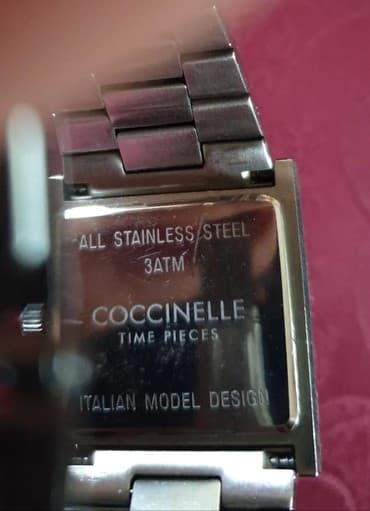 ALL STAINLESS STEEL
3ATM
COCCINELLE
TIME PIECES
ITALIAN MODEL DESIGN